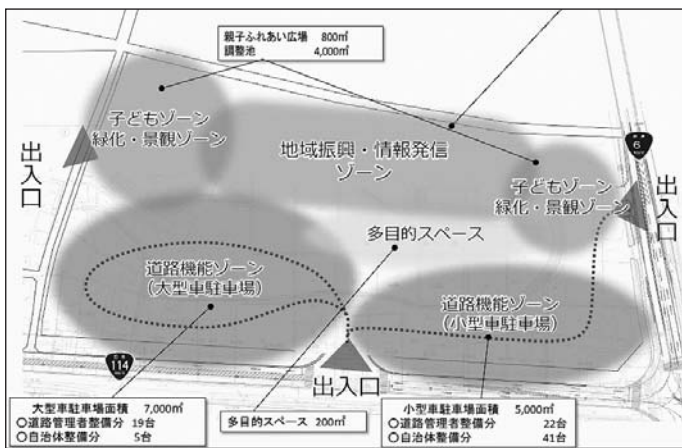 親子ふれあい広場 800㎡
調整池 4,000㎡
子どもゾーン
緑化・景観ゾーン
地域振興・情報発信
ゾーン
6
出入口
子どもゾーン
緑化・景観ゾーン
出入口
多目的スペース
道路機能ゾーン
(大型車駐車場)
道路機能ゾーン
(小型車駐車場)
114
出入口
大型車駐車場面積 7,000㎡
○道路管理者整備分 19台
○自治体整備分 5台
多目的スペース 200㎡
小型車駐車場面積 5,000㎡
○道路管理者整備分 22台
○自治体整備分 41台